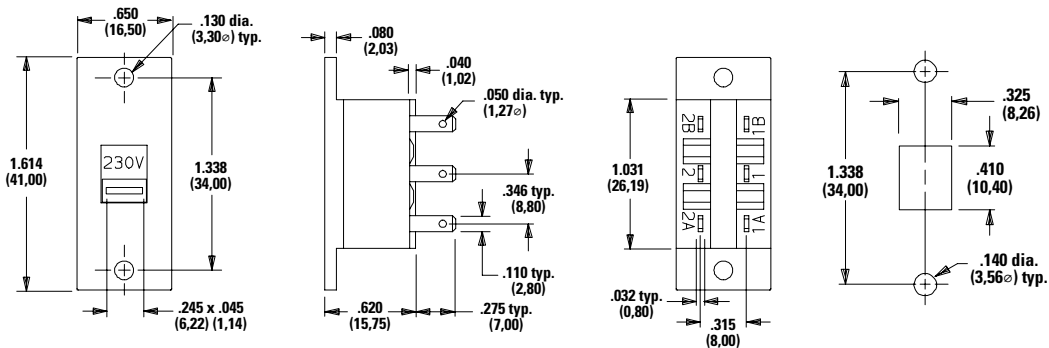 .650
(16,50)
.130 dia.
(3,30⌀) typ.
1.614
(41,00)
230V
1.338
(34,00)
.245 x .045
(6,22) (1,14)
.080
(2,03)
.040
(1,02)
.050 dia. typ.
(1,27⌀)
.346 typ.
(8,80)
.110 typ.
(2,80)
.620
(15,75)
.275 typ.
(7,00)
1.031
(26,19)
2B
1B
2
1
2A
1A
.032 typ.
(0,80)
.315
(8,00)
1.338
(34,00)
.325
(8,26)
.410
(10,40)
.140 dia.
(3,56⌀) typ.